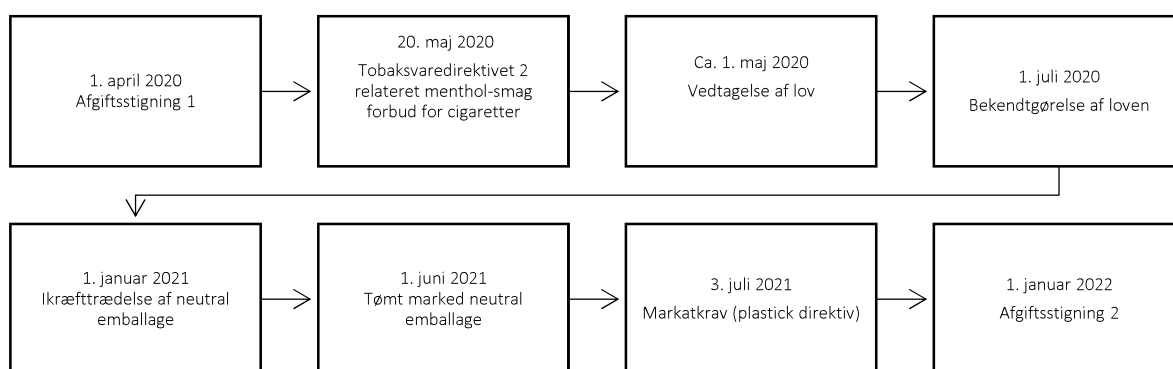 1. april 2020
Afgiftsstigning 1
20. maj 2020
Tobaksvaredirektivet 2
relateret menthol-smag
forbud for cigaretter
Ca. 1. maj 2020
Vedtagelse af lov
1. juli 2020
Bekendtgørelse af loven
1. januar 2021
Ikræfttrædelse af neutral
emballage
1. juni 2021
Tømt marked neutral
emballage
3. juli 2021
Markatkrav (plastick direktiv)
1. januar 2022
Afgiftsstigning 2